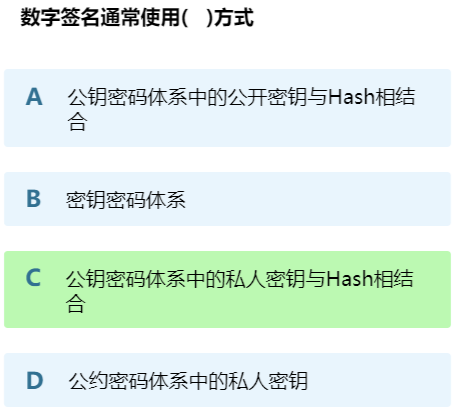 数字签名通常使用( )方式
A 公钥密码体系中的公开密钥与Hash相结
合
B 密钥密码体系
C 公钥密码体系中的私人密钥与Hash相结
合
D 公约密码体系中的私人密钥